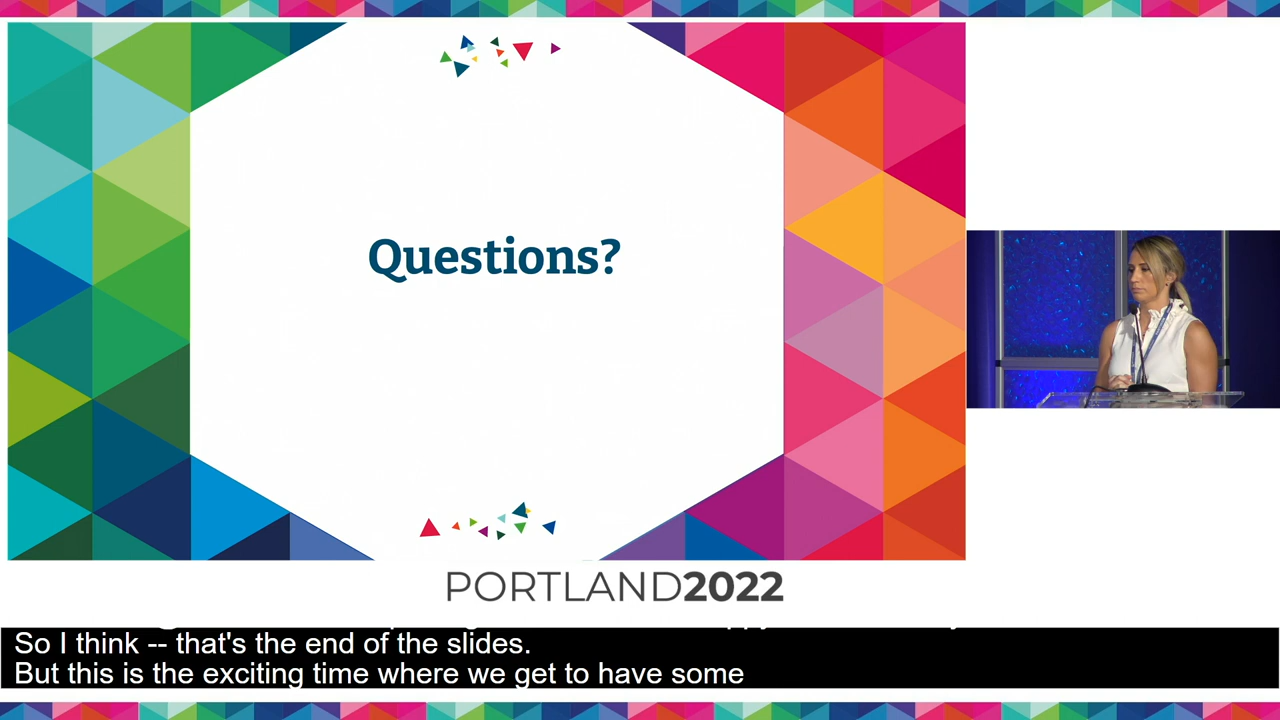 Questions?
PORTLAND2022
So I think -- that's the end of the slides.
But this is the exciting time where we get to have some